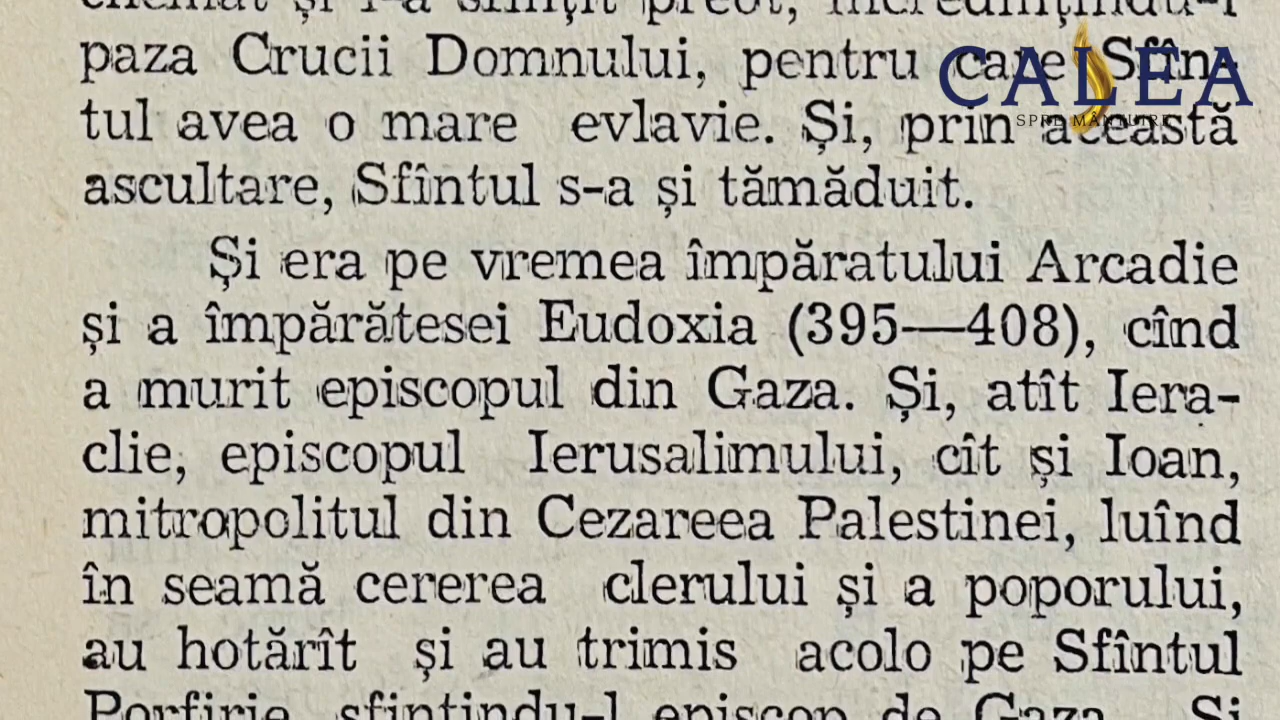 chemat și l-a sfințit preot, încredințîndu-i
paza Crucii Domnului, pentru care Sfîn-
tul avea o mare evlavie. Și, prin această
ascultare, Sfîntul s-a și tămăduit.
Și era pe vremea împăratului Arcadie
și a împărătesei Eudoxia (395—408), cînd
a murit episcopul din Gaza. Și, atît Iera-
clie, episcopul Ierusalimului, cît și Ioan,
mitropolitul din Cezareea Palestinei, luînd
în seamă cererea clerului și a poporului,
au hotărît și au trimis acolo pe Sfîntul
Porfirie, sfințindu-l episcop de Gaza. Și
CALEA
SPRE MÂNTUIRE